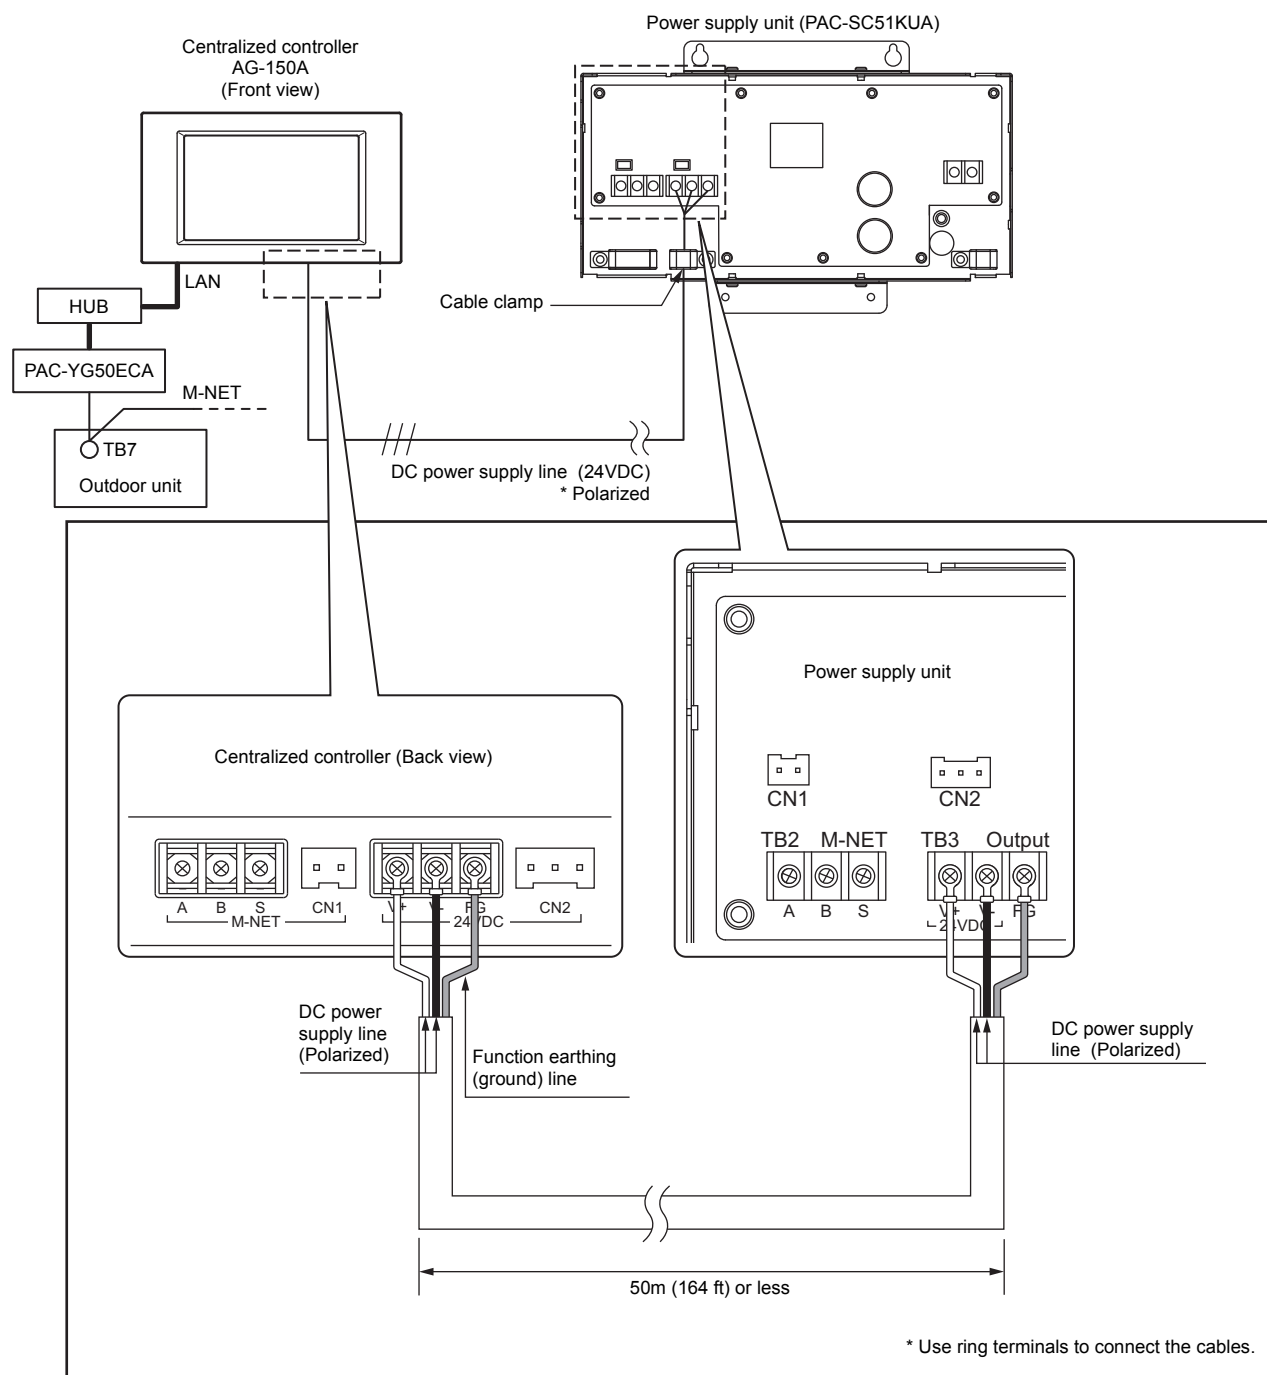 Power supply unit (PAC-SC51KUA)
Centralized controller
AG-150A
(Front view)
LAN
HUB
Cable clamp
PAC-YG50ECA
M-NET
TB7
Outdoor unit
DC power supply line (24VDC)
* Polarized
Power supply unit
Centralized controller (Back view)
CN1
CN2
TB2 M-NET
TB3 Output
A B S
M-NET
CN1
V+ V- FG
24VDC
CN2
A B S
V+ V- FG
24VDC
DC power
supply line
(Polarized)
Function earthing
(ground) line
DC power supply
line (Polarized)
50m (164 ft) or less
* Use ring terminals to connect the cables.